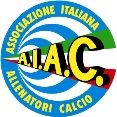 ASSOCIAZIONE ITALIANA
A.I.A.C.
ALLENATORI CALCIO